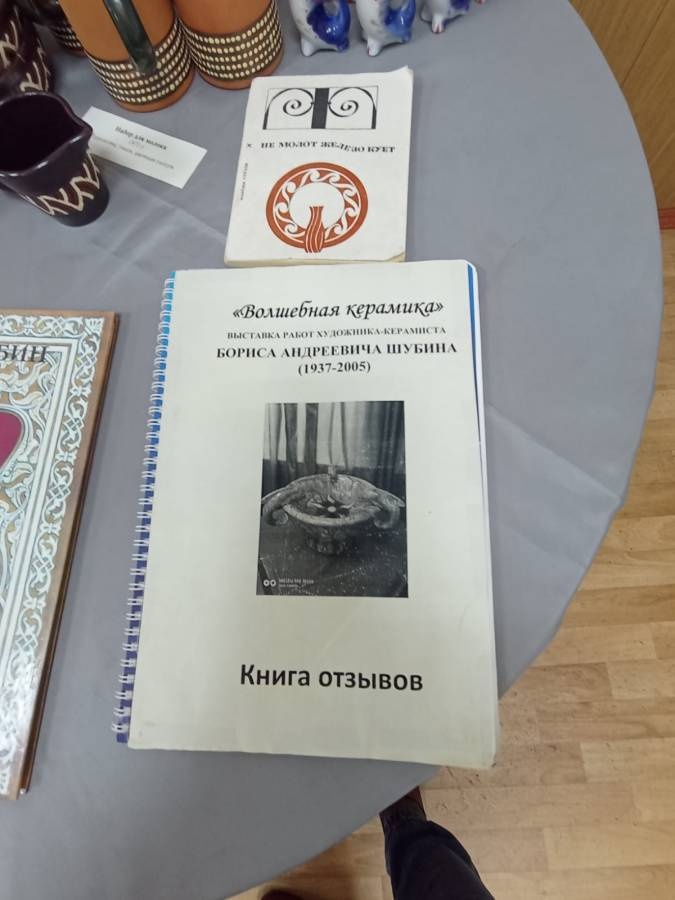 Набор для молока
НЕ МОЛОТ ЖЕЛЕЗО КУЕТ
БИН
«Волшебная керамика»
ВЫСТАВКА РАБОТ ХУДОЖНИКА-КЕРАМИСТА
БОРИСА АНДРЕЕВИЧА ШУБИНА
(1937-2005)
Книга отзывов